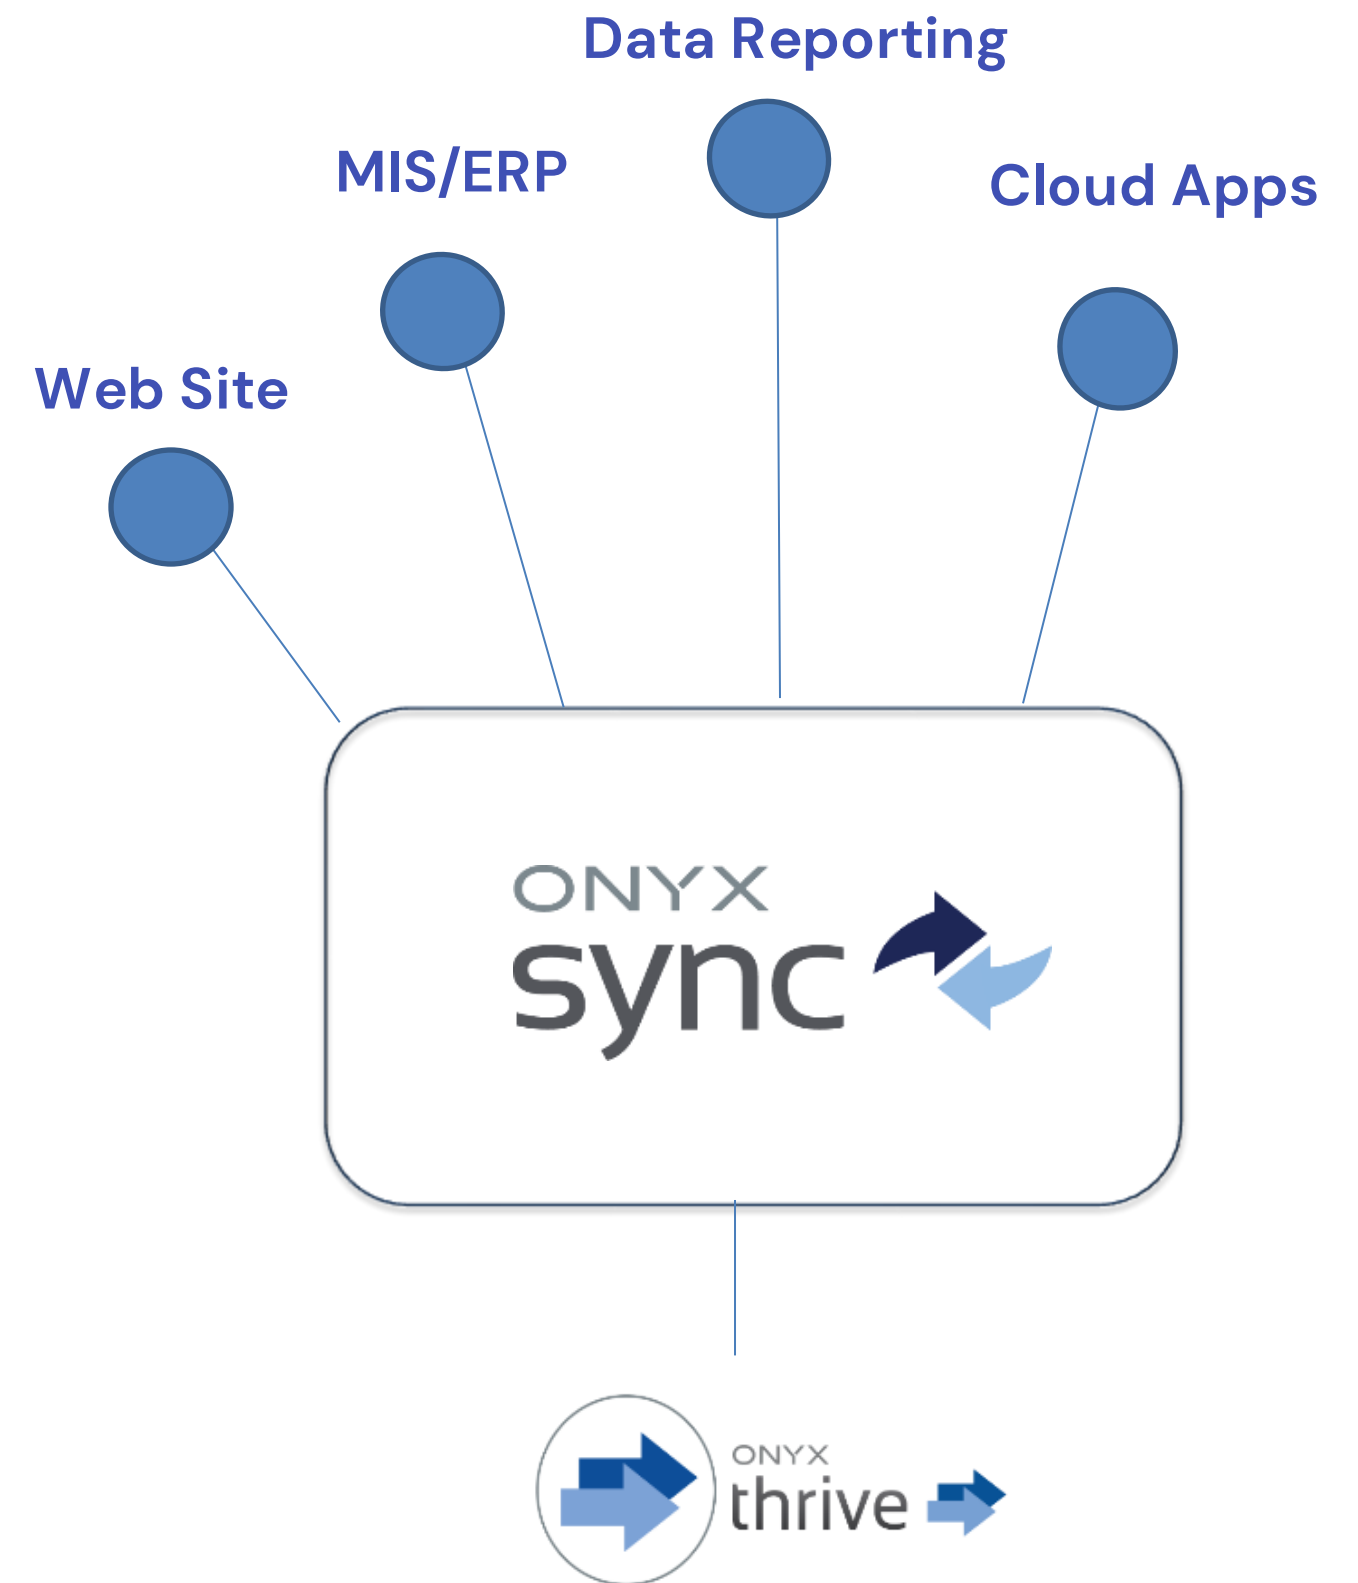 Data Reporting
MIS/ERP
Cloud Apps
Web Site
ONYX
sync
ONYX
thrive